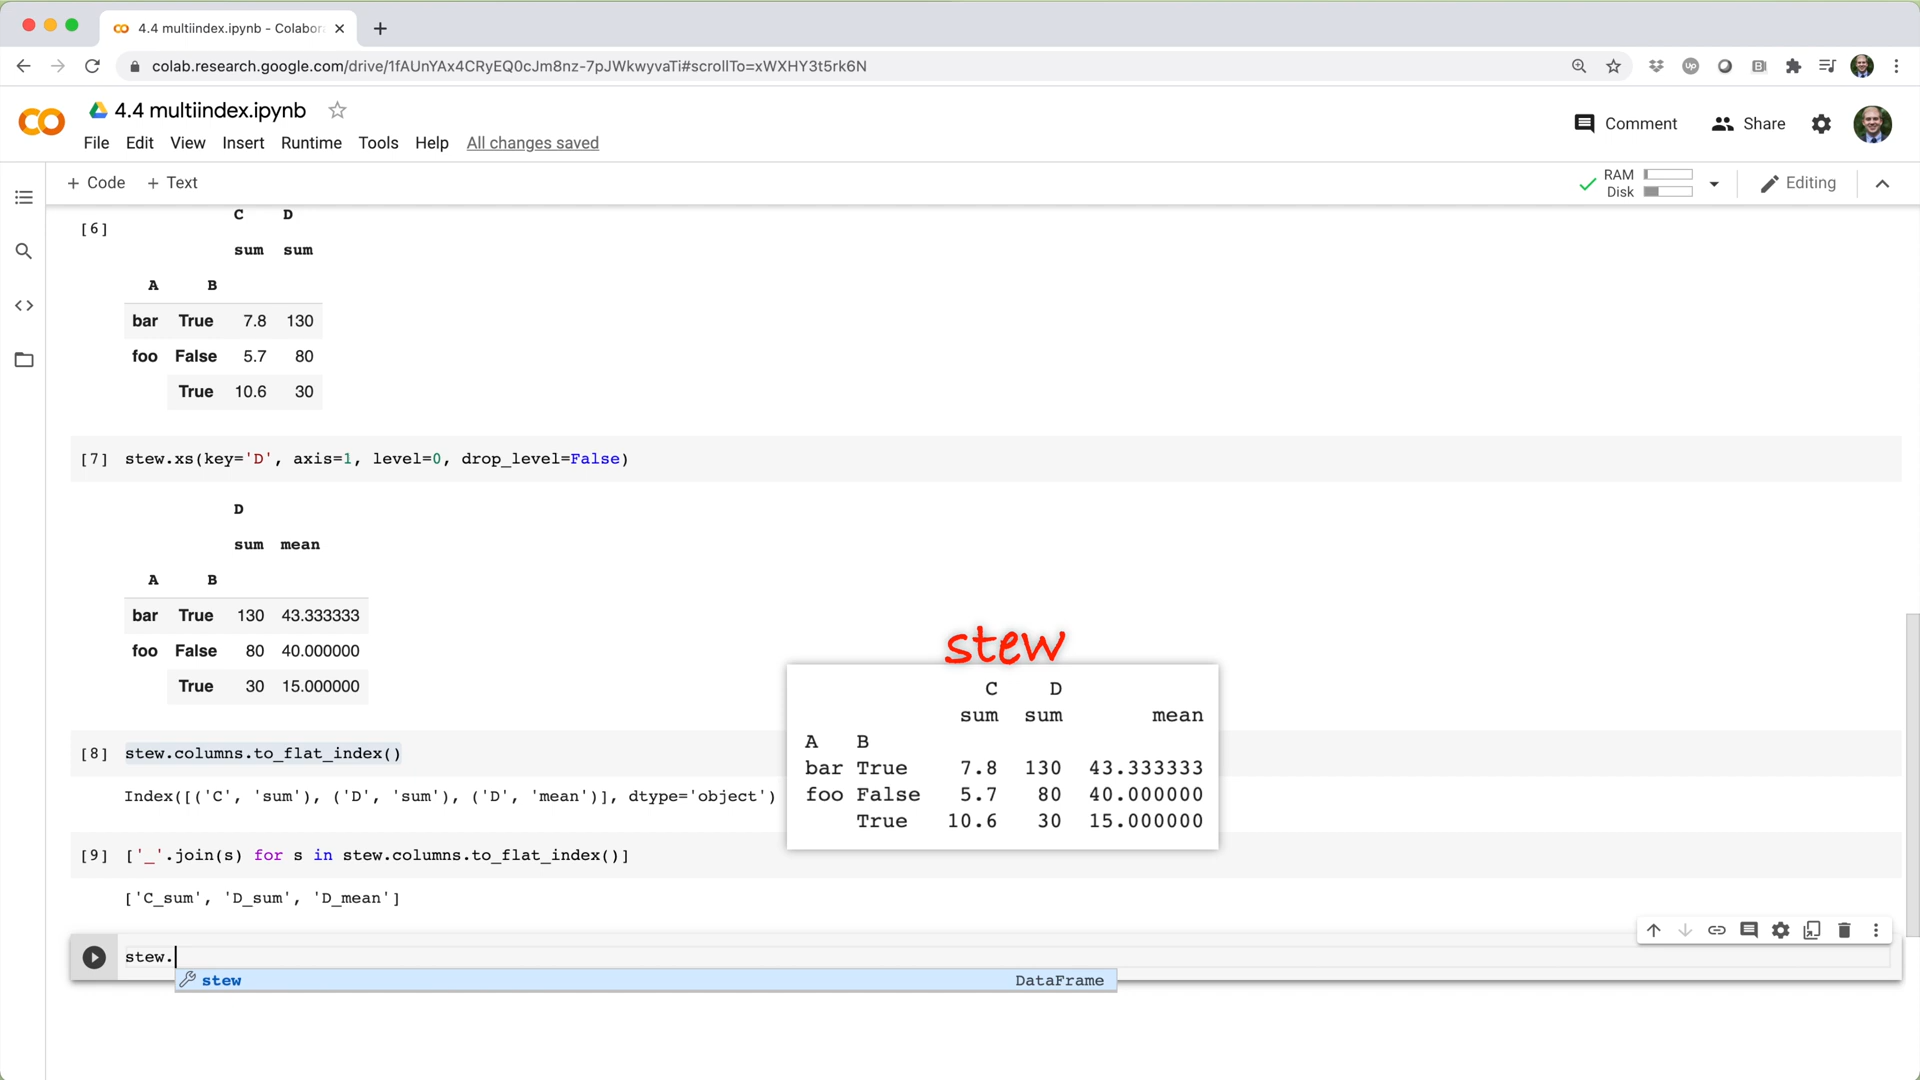 4.4 multiindex.ipynb - Colabor
colab.research.google.com/drive/1fAUnYAx4CRyEQ0cJm8nz-7pJWkwyvaTi#scrollTo=xWXHY3t5rk6N
4.4 multiindex.ipynb
Comment
Share
File Edit View Insert Runtime Tools Help All changes saved
+ Code + Text
RAM
Disk
Editing
C D
[6]
sum sum
A B
bar True 7.8 130
foo False 5.7 80
True 10.6 30
[7] stew.xs(key='D', axis=1, level=0, drop_level=False)
D
sum mean
A B
bar True 130 43.333333
foo False 80 40.000000
True 30 15.000000
stew
C D
sum sum mean
A B
bar True 7.8 130 43.333333
foo False 5.7 80 40.000000
True 10.6 30 15.000000
[8] stew.columns.to_flat_index()
Index([('C', 'sum'), ('D', 'sum'), ('D', 'mean')], dtype='object')
[9] ['_'.join(s) for s in stew.columns.to_flat_index()]
['C_sum', 'D_sum', 'D_mean']
stew.
stew DataFrame